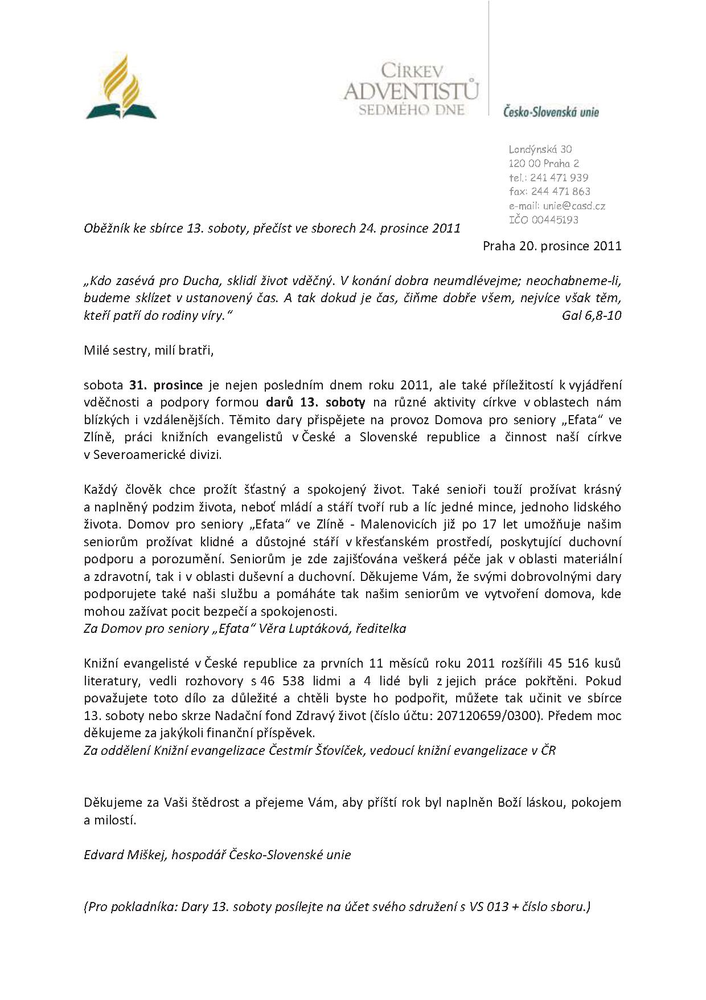 CÍRKEV
ADVENTISTŮ
SEDMÉHO DNE
Česko-Slovenská unie
Londýnská 30
120 00 Praha 2
tel.: 241 471 939
fax: 244 471 863
e-mail: unie@casd.cz
IČO 00445193
Oběžník ke sbírce 13. soboty, přečíst ve sborech 24. prosince 2011
Praha 20. prosince 2011
„Kdo zasévá pro Ducha, sklidí život vděčný. V konání dobra neumdlévejme; neochabneme-li,
budeme sklízet v ustanovený čas. A tak dokud je čas, čiňme dobře všem, nejvíce však těm,
kteří patří do rodiny víry.“ Gal 6,8-10
Milé sestry, milí bratři,
sobota 31. prosince je nejen posledním dnem roku 2011, ale také příležitostí k vyjádření
vděčnosti a podpory formou darů 13. soboty na různé aktivity církve v oblastech nám
blízkých i vzdálenějších. Těmito dary přispějete na provoz Domova pro seniory „Efata“ ve
Zlíně, práci knižních evangelistů v České a Slovenské republice a činnost naší církve
v Severoamerické divizi.
Každý člověk chce prožít šťastný a spokojený život. Také senioři touží prožívat krásný
a naplněný podzim života, neboť mládí a stáří tvoří rub a líc jedné mince, jednoho lidského
života. Domov pro seniory „Efata“ ve Zlíně - Malenovicích již po 17 let umožňuje našim
seniorům prožívat klidné a důstojné stáří v křesťanském prostředí, poskytující duchovní
podporu a porozumění. Seniorům je zde zajišťována veškerá péče jak v oblasti materiální
a zdravotní, tak i v oblasti duševní a duchovní. Děkujeme Vám, že svými dobrovolnými dary
podporujete také naši službu a pomáháte tak našim seniorům ve vytvoření domova, kde
mohou zažívat pocit bezpečí a spokojenosti.
Za Domov pro seniory „Efata“ Věra Luptáková, ředitelka
Knižní evangelisté v České republice za prvních 11 měsíců roku 2011 rozšířili 45 516 kusů
literatury, vedli rozhovory s 46 538 lidmi a 4 lidé byli z jejich práce pokřtěni. Pokud
považujete toto dílo za důležité a chtěli byste ho podpořit, můžete tak učinit ve sbírce
13. soboty nebo skrze Nadační fond Zdravý život (číslo účtu: 207120659/0300). Předem moc
děkujeme za jakýkoli finanční příspěvek.
Za oddělení Knižní evangelizace Čestmír Šťovíček, vedoucí knižní evangelizace v ČR
Děkujeme za Vaši štědrost a přejeme Vám, aby příští rok byl naplněn Boží láskou, pokojem
a milostí.
Edvard Miškej, hospodář Česko-Slovenské unie
(Pro pokladníka: Dary 13. soboty posílejte na účet svého sdružení s VS 013 + číslo sboru.)